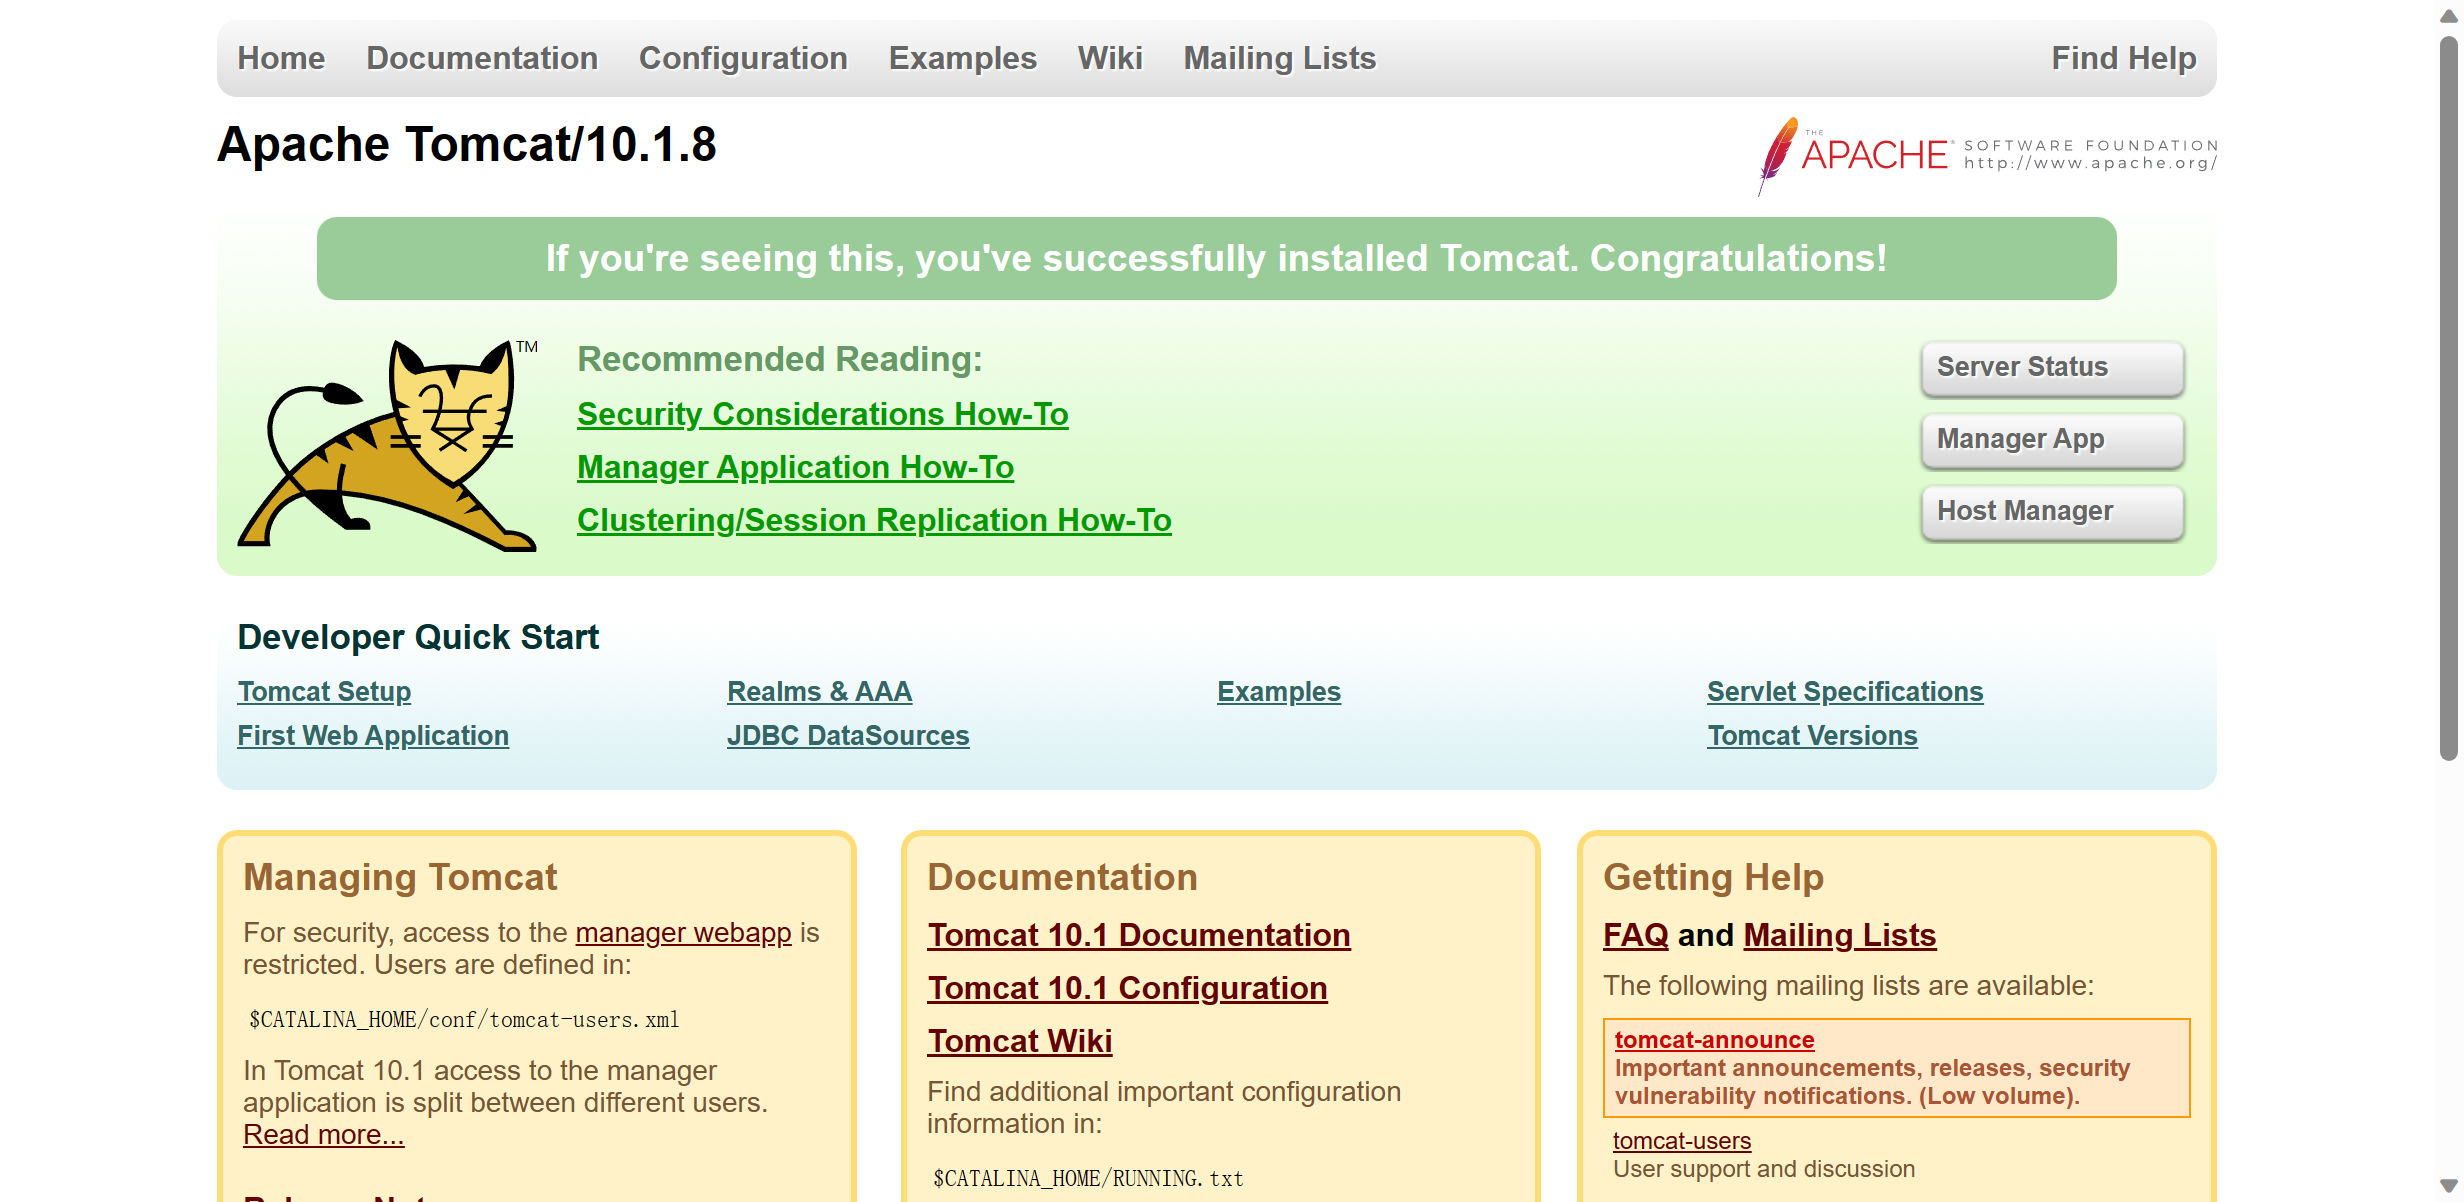 Home Documentation Configuration Examples Wiki Mailing Lists Find Help
Apache Tomcat/10.1.8
THE
APACHE® SOFTWARE FOUNDATION
http://www.apache.org/
If you're seeing this, you've successfully installed Tomcat. Congratulations!
TM
Recommended Reading:
Security Considerations How-To
Manager Application How-To
Clustering/Session Replication How-To
Server Status
Manager App
Host Manager
Developer Quick Start
Tomcat Setup
First Web Application
Realms & AAA
JDBC DataSources
Examples
Servlet Specifications
Tomcat Versions
Managing Tomcat
For security, access to the manager webapp is
restricted. Users are defined in:
$CATALINA_HOME/conf/tomcat-users.xml
In Tomcat 10.1 access to the manager
application is split between different users.
Read more...
Documentation
Tomcat 10.1 Documentation
Tomcat 10.1 Configuration
Tomcat Wiki
Find additional important configuration
information in:
$CATALINA_HOME/RUNNING.txt
Getting Help
FAQ and Mailing Lists
The following mailing lists are available:
tomcat-announce
Important announcements, releases, security
vulnerability notifications. (Low volume).
tomcat-users
User support and discussion